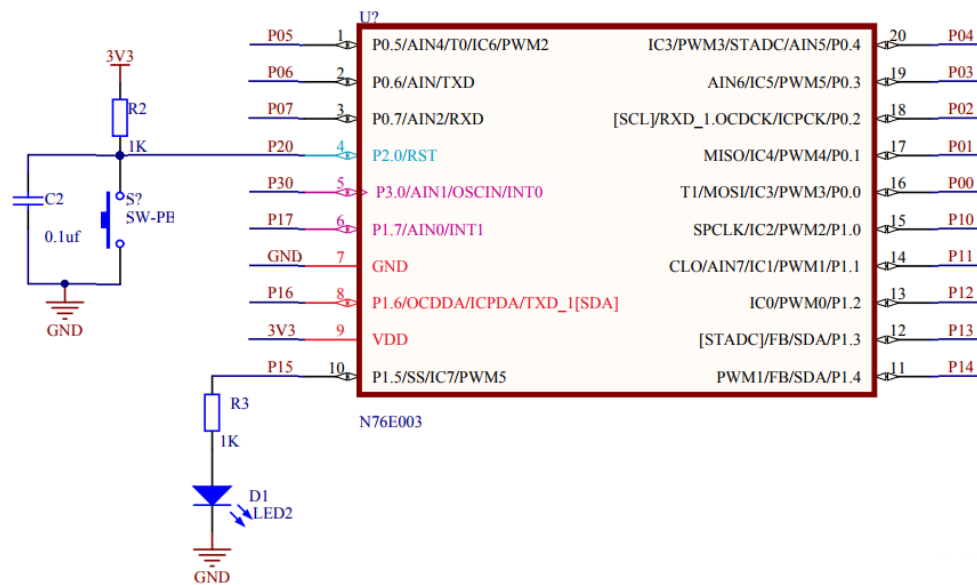 U?
P05 1 P0.5/AIN4/T0/IC6/PWM2 IC3/PWM3/STADC/AIN5/P0.4 20 P04
3V3
P06 2 P0.6/AIN/TXD AIN6/IC5/PWM5/P0.3 19 P03
R2
P07 3 P0.7/AIN2/RXD [SCL]/RXD_1.OCDCK/ICPCK/P0.2 18 P02
1K
P20 4 P2.0/RST MISO/IC4/PWM4/P0.1 17 P01
C2 S? P30 5 P3.0/AIN1/OSCIN/INT0 T1/MOSI/IC3/PWM3/P0.0 16 P00
SW-PB
0.1uf P17 6 P1.7/AIN0/INT1 SPCLK/IC2/PWM2/P1.0 15 P10
GND 7 GND CLO/AIN7/IC1/PWM1/P1.1 14 P11
GND P16 8 P1.6/OCDDA/ICPDA/TXD_1[SDA] IC0/PWM0/P1.2 13 P12
3V3 9 VDD [STADC]/FB/SDA/P1.3 12 P13
P15 10 P1.5/SS/IC7/PWM5 PWM1/FB/SDA/P1.4 11 P14
R3
N76E003
1K
D1
LED2
GND